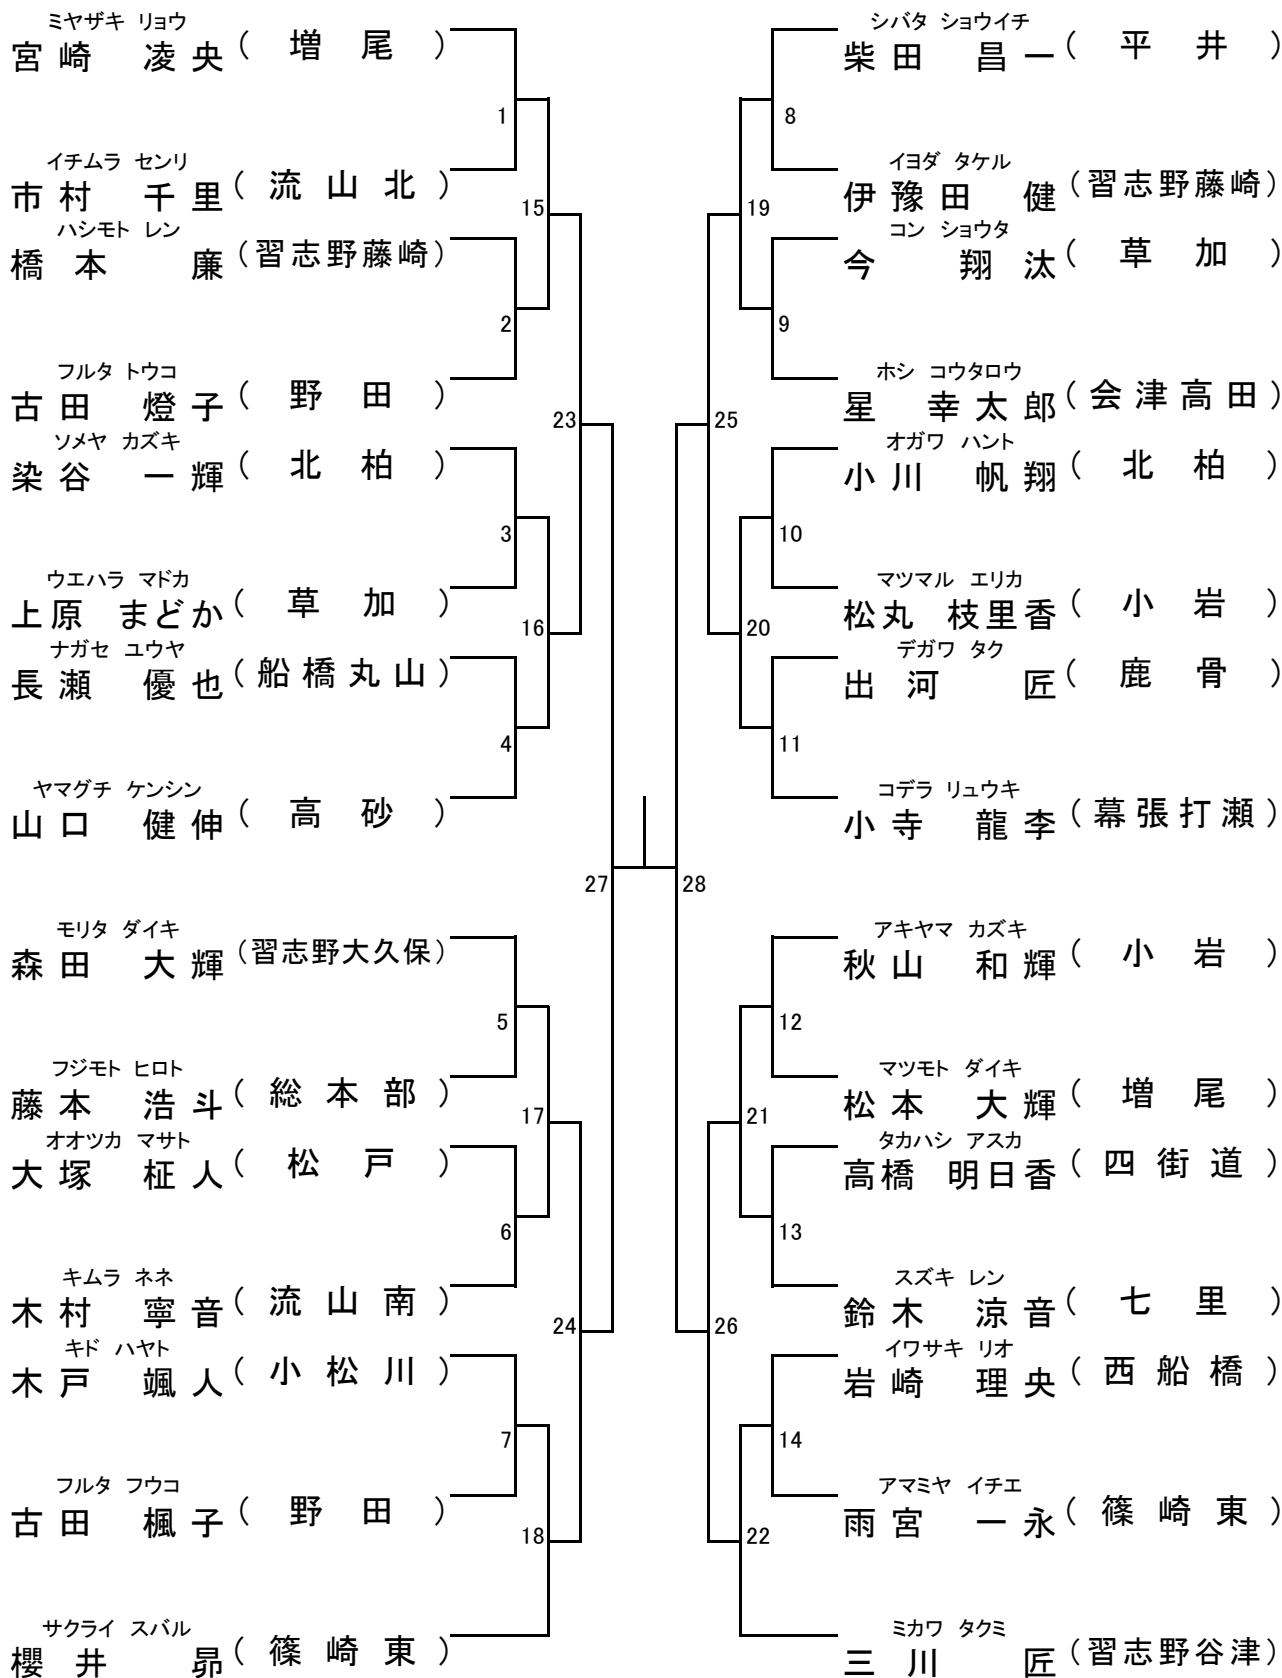 ミヤザキ リョウ
宮崎 凌央 ( 増尾 )
1
イチムラ センリ
市村 千里 ( 流山北 )
15
ハシモト レン
橋本 廉 ( 習志野藤崎 )
2
フルタ トウコ
古田 燈子 ( 野田 )
23
ソメヤ カズキ
染谷 一輝 ( 北柏 )
3
ウエハラ マドカ
上原 まどか ( 草加 )
16
ナガセ ユウヤ
長瀬 優也 ( 船橋丸山 )
4
ヤマグチ ケンシン
山口 健伸 ( 高砂 )
27
モリタ ダイキ
森田 大輝 ( 習志野大久保 )
5
フジモト ヒロト
藤本 浩斗 ( 総本部 )
17
オオツカ マサト
大塚 柾人 ( 松戸 )
6
キムラ ネネ
木村 寧音 ( 流山南 )
24
キド ハヤト
木戸 颯人 ( 小松川 )
7
フルタ フウコ
古田 楓子 ( 野田 )
18
サクライ スバル
櫻井 昴 ( 篠崎東 )
シバタ ショウイチ
柴田 昌一 ( 平井 )
8
イヨダ タケル
伊豫田 健 ( 習志野藤崎 )
19
コン ショウタ
今 翔汰 ( 草加 )
9
ホシ コウタロウ
星 幸太郎 ( 会津高田 )
25
オガワ ハント
小川 帆翔 ( 北柏 )
10
マツマル エリカ
松丸 枝里香 ( 小岩 )
20
デガワ タク
出河 匠 ( 鹿骨 )
11
コデラ リュウキ
小寺 龍李 ( 幕張打瀬 )
28
アキヤマ カズキ
秋山 和輝 ( 小岩 )
12
マツモト ダイキ
松本 大輝 ( 増尾 )
21
タカハシ アスカ
高橋 明日香 ( 四街道 )
13
スズキ レン
鈴木 涼音 ( 七里 )
26
イワサキ リオ
岩崎 理央 ( 西船橋 )
14
アマミヤ イチエ
雨宮 一永 ( 篠崎東 )
22
ミカワ タクミ
三川 匠 ( 習志野谷津 )